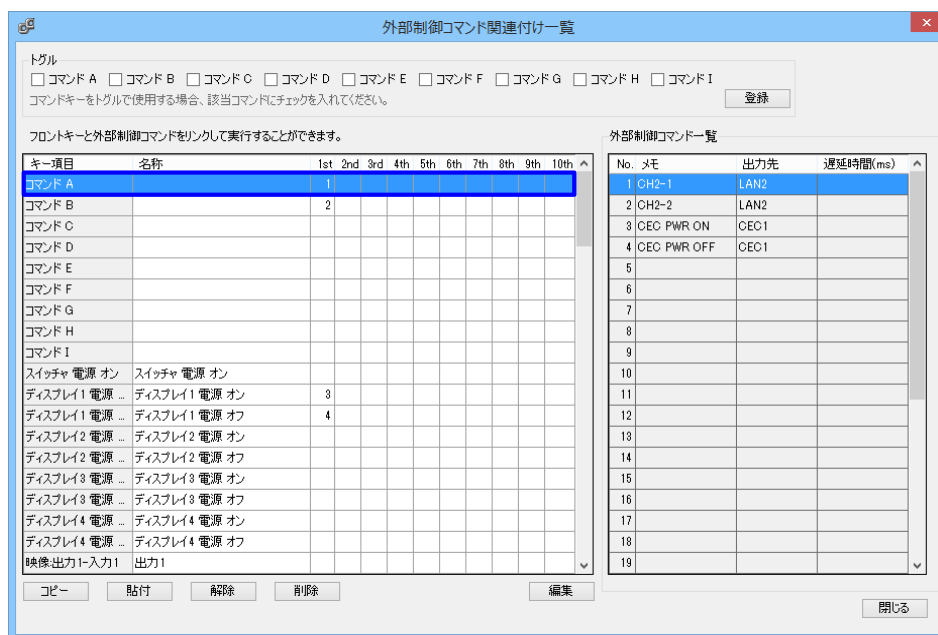 外部制御コマンド関連付け一覧
トグル
コマンド A コマンド B コマンド C コマンド D コマンド E コマンド F コマンド G コマンド H コマンド I
コマンドキーをトグルで使用する場合、該当コマンドにチェックを入れてください。
登録
フロントキーと外部制御コマンドをリンクして実行することができます。
キー項目 名称 1st 2nd 3rd 4th 5th 6th 7th 8th 9th 10th
コマンド A 1
コマンド B 2
コマンド C
コマンド D
コマンド E
コマンド F
コマンド G
コマンド H
コマンド I
スイッチャ 電源 オン スイッチャ 電源 オン
ディスプレイ1 電源 ... ディスプレイ1 電源 オン 3
ディスプレイ1 電源 ... ディスプレイ1 電源 オフ 4
ディスプレイ2 電源 ... ディスプレイ2 電源 オン
ディスプレイ2 電源 ... ディスプレイ2 電源 オフ
ディスプレイ3 電源 ... ディスプレイ3 電源 オン
ディスプレイ3 電源 ... ディスプレイ3 電源 オフ
ディスプレイ4 電源 ... ディスプレイ4 電源 オン
ディスプレイ4 電源 ... ディスプレイ4 電源 オフ
映像:出力1-入力1 出力1
コピー 貼付 解除 削除 編集
外部制御コマンド一覧
No. メモ 出力先 遅延時間(ms)
1 CH2-1 LAN2
2 CH2-2 LAN2
3 CEC PWR ON CEC1
4 CEC PWR OFF CEC1
5
6
7
8
9
10
11
12
13
14
15
16
17
18
19
閉じる